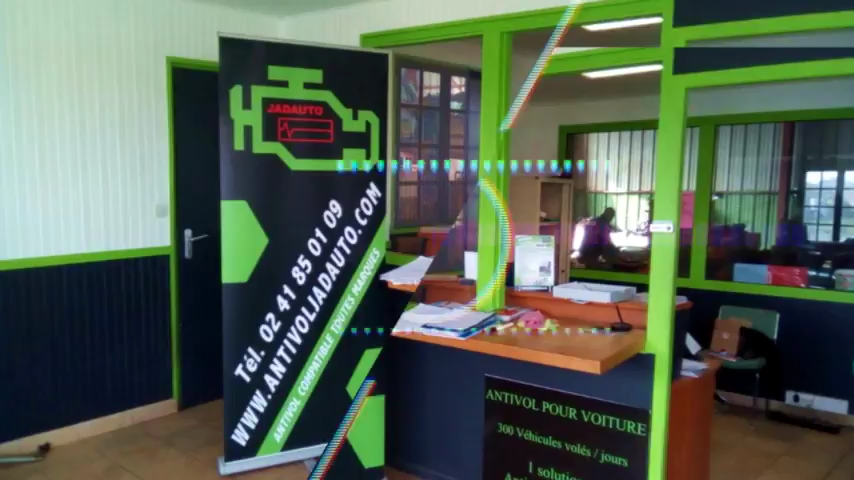 JADAUTO
Tél. 02 41 85 01 09
WWW.ANTIVOLJADAUTO.COM
ANTIVOL COMPATIBLE TOUTES MARQUES
ANTIVOL POUR VOITURE
300 Véhicules volés / jours
1 solution